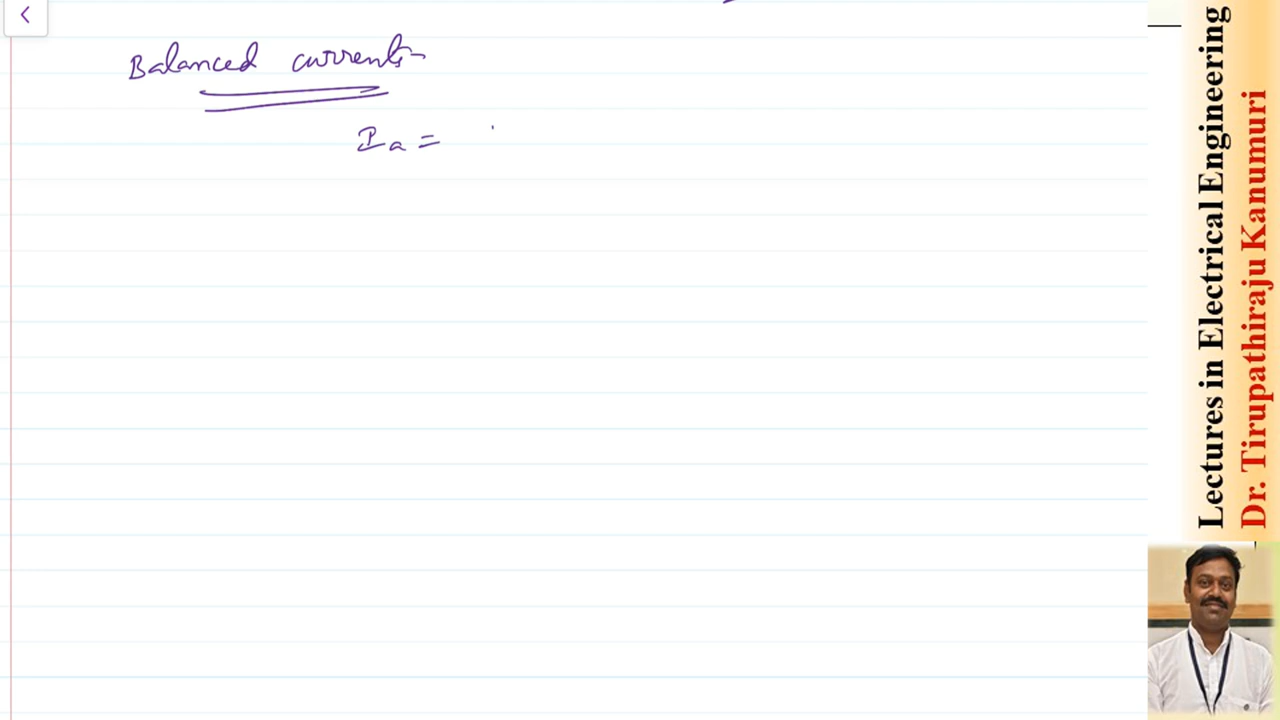 Balanced currents
Ia =
Lectures in Electrical Engineering
Dr. Tirupathiraju Kanumuri